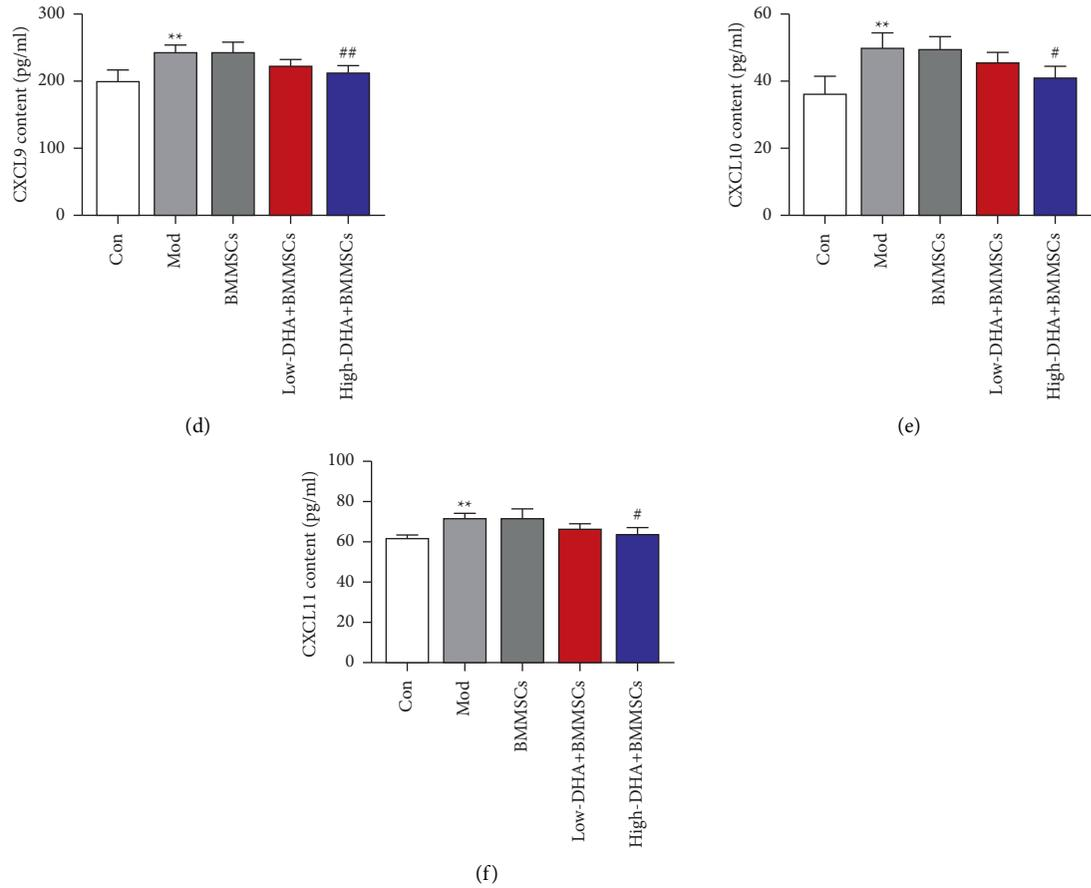 CXCL9 content (pg/ml)
300
200
100
0
**
##
Con
Mod
BMMSCs
Low-DHA+BMMSCs
High-DHA+BMMSCs
(d)
CXCL10 content (pg/ml)
60
40
20
0
**
#
Con
Mod
BMMSCs
Low-DHA+BMMSCs
High-DHA+BMMSCs
(e)
CXCL11 content (pg/ml)
100
80
60
40
20
0
**
#
Con
Mod
BMMSCs
Low-DHA+BMMSCs
High-DHA+BMMSCs
(f)